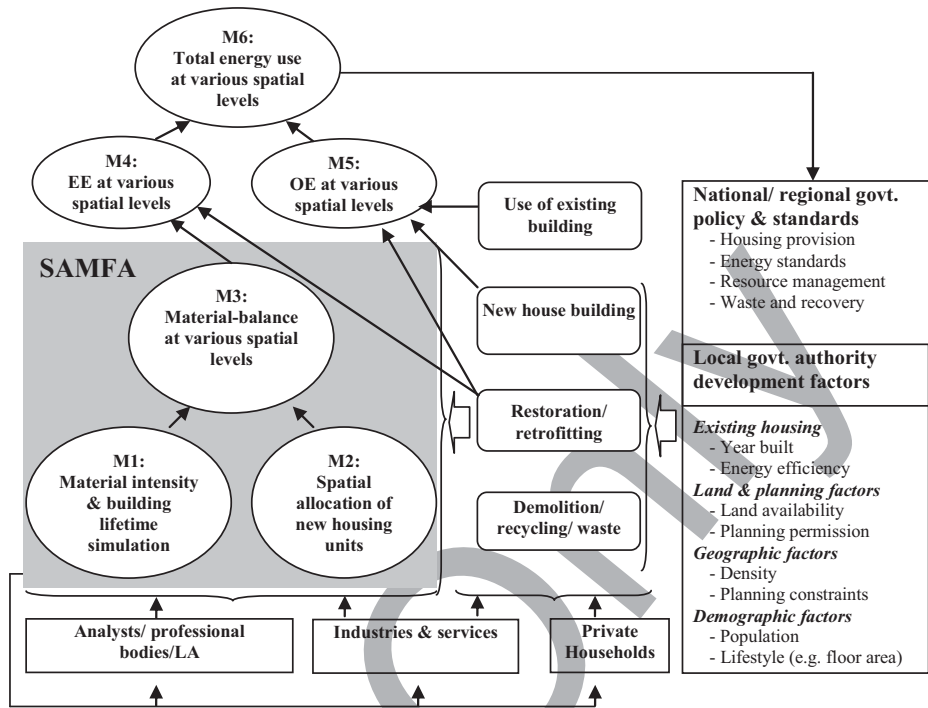 M6:
Total energy use
at various spatial
levels
M4:
EE at various
spatial levels
M5:
OE at various
spatial levels
Use of existing
building
SAMFA
M3:
Material-balance
at various spatial
levels
New house building
M1:
Material intensity
& building
lifetime
simulation
M2:
Spatial
allocation of
new housing
units
Restoration/
retrofitting
Demolition/
recycling/ waste
Analysts/ professional
bodies/LA
Industries & services
Private
Households
National/ regional govt.
policy & standards
- Housing provision
- Energy standards
- Resource management
- Waste and recovery
Local govt. authority
development factors
Existing housing
- Year built
- Energy efficiency
Land & planning factors
- Land availability
- Planning permission
Geographic factors
- Density
- Planning constraints
Demographic factors
- Population
- Lifestyle (e.g. floor area)
Only